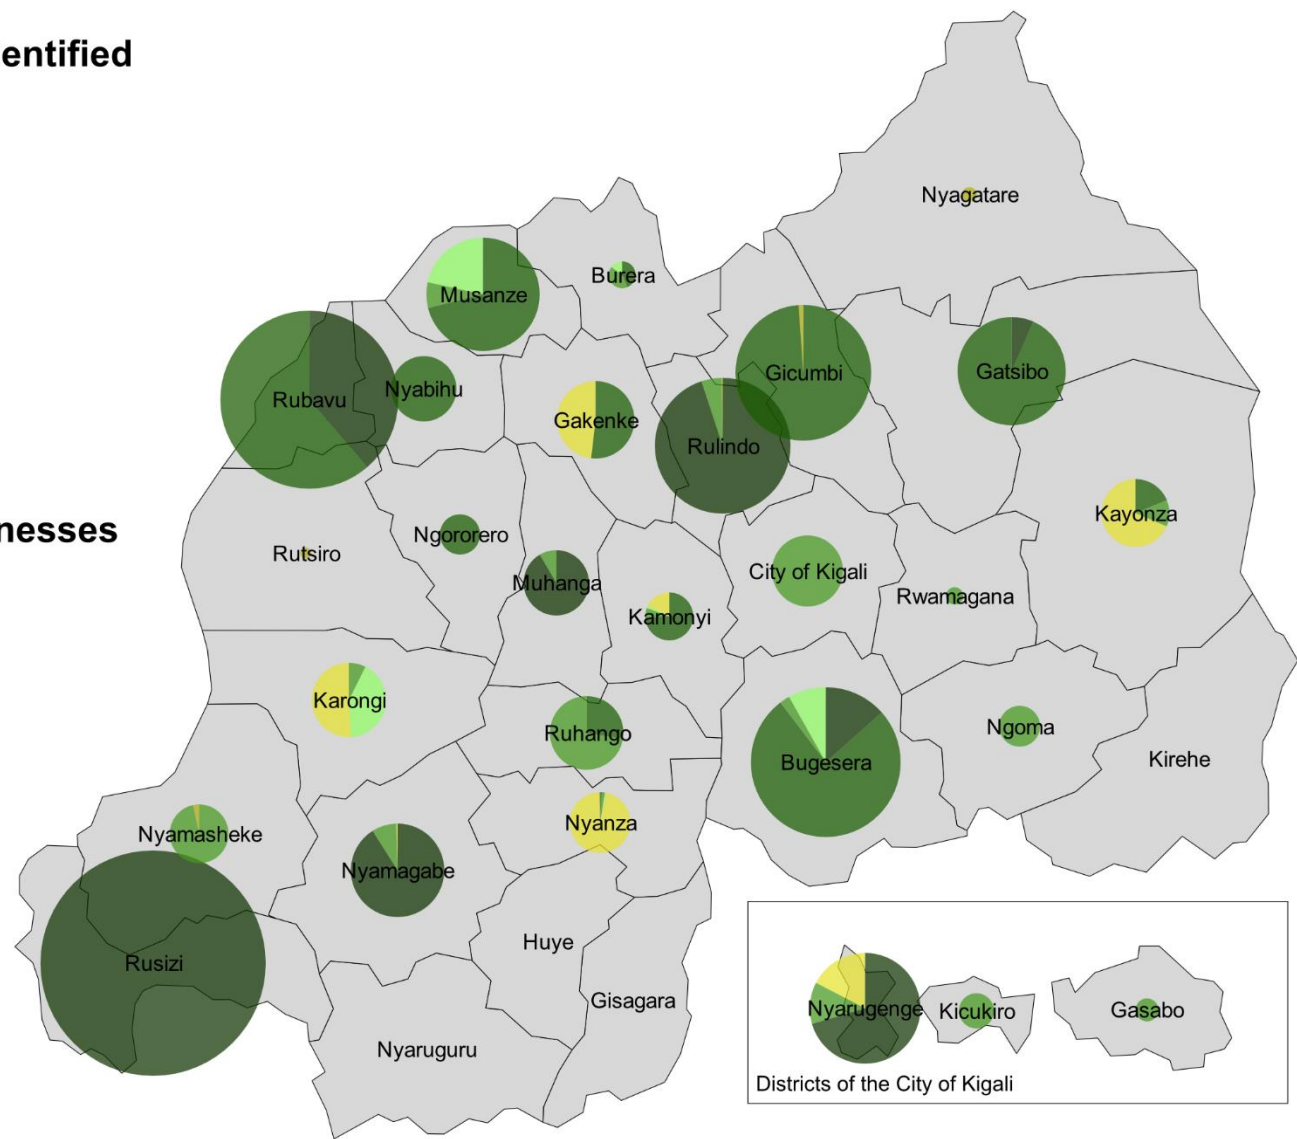 entified
Nyagatare
Burera
Musanze
Gicumbi
Gatsibo
Nyabihu
Rubavu
Gakenke
Rulindo
Kayonza
nesses
Ngororero
Rutsiro
City of Kigali
Muhanga
Rwamagana
Kamonyi
Karongi
Ruhango
Ngoma
Bugesera
Kirehe
Nyanza
Nyamasheke
Nyamagabe
Huye
Rusizi
Gisagara
Nyarugenge
Kicukiro
Gasabo
Nyaruguru
Districts of the City of Kigali